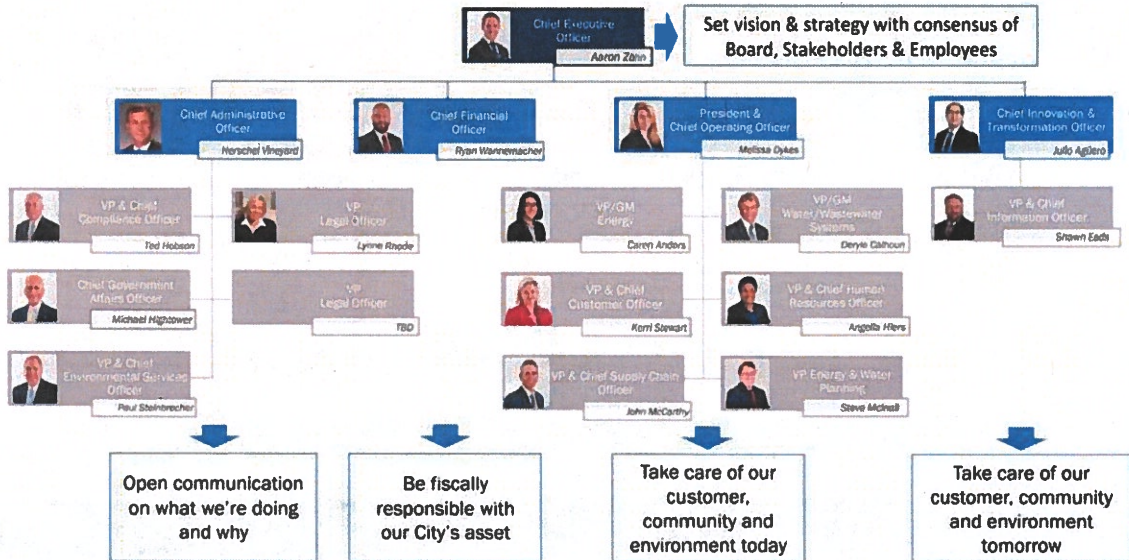 Chief Executive
Officer
Aaron Zahn
Set vision & strategy with consensus of
Board, Stakeholders & Employees
Chief Administrative
Officer
Herschel Vineyard
Chief Financial
Officer
Ryan Wannemacher
President &
Chief Operating Officer
Melissa Dykes
Chief Innovation &
Transformation Officer
Julio Agüero
VP & Chief
Compliance Officer
Ted Hobson
VP
Legal Officer
Lynne Rhode
VP/GM
Energy
Caren Anders
VP/GM
Water/Wastewater
Systems
Deryle Calhoun
VP & Chief
Information Officer
Shawn Eads
Chief Government
Affairs Officer
Michael Hightower
VP
Legal Officer
TBD
VP & Chief
Customer Officer
Kerri Stewart
VP & Chief Human
Resources Officer
Angelia Hiers
VP & Chief
Environmental Services
Officer
Paul Steinbrecher
VP & Chief Supply Chain
Officer
John McCarthy
VP Energy & Water
Planning
Steve McInall
Open communication
on what we're doing
and why
Be fiscally
responsible with
our City's asset
Take care of our
customer,
community and
environment today
Take care of our
customer, community
and environment
tomorrow